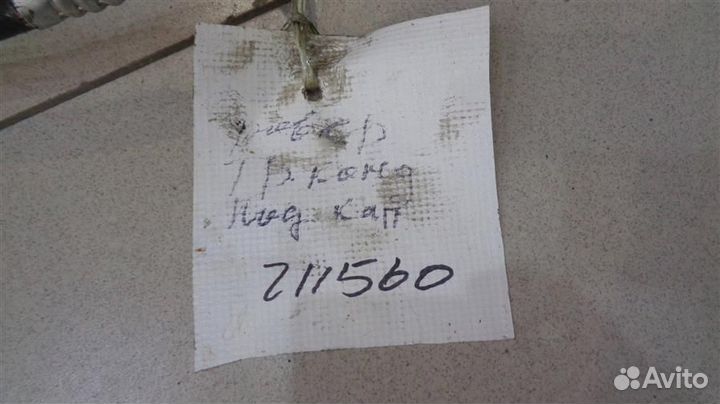 Тр. конд
под кап
211560
Avito